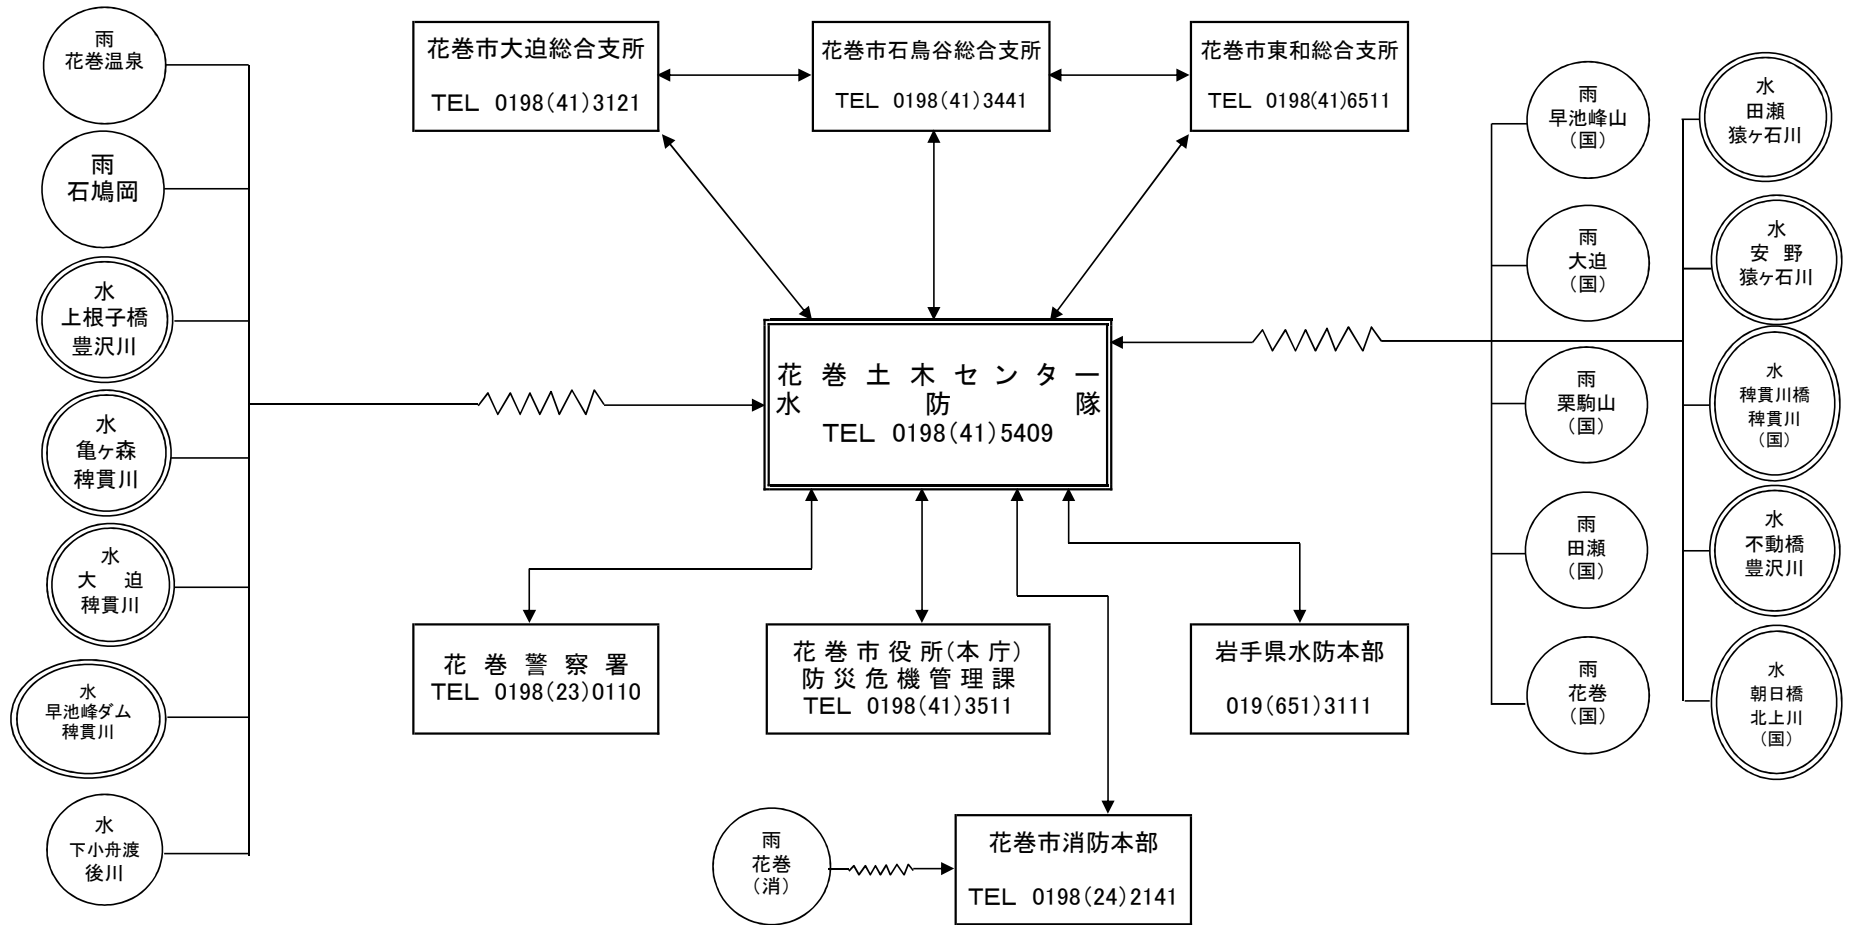 雨
花巻温泉
雨
石鳩岡
水
上根子橋
豊沢川
水
亀ヶ森
稗貫川
水
大　迫
稗貫川
水
早池峰ダム
稗貫川
水
下小舟渡
後川
花巻市大迫総合支所
TEL 0198(41)3121
花巻市石鳥谷総合支所
TEL 0198(41)3441
花巻市東和総合支所
TEL 0198(41)6511
花巻土木センター
水防隊
TEL 0198(41)5409
花巻警察署
TEL 0198(23)0110
花巻市役所(本庁)
防災危機管理課
TEL 0198(41)3511
岩手県水防本部
019(651)3111
雨
花巻
(消)
花巻市消防本部
TEL 0198(24)2141
雨
早池峰山
(国)
雨
大迫
(国)
雨
栗駒山
(国)
雨
田瀬
(国)
雨
花巻
(国)
水
田瀬
猿ヶ石川
水
安　野
猿ヶ石川
水
稗貫川橋
稗貫川
(国)
水
不動橋
豊沢川
水
朝日橋
北上川
(国)